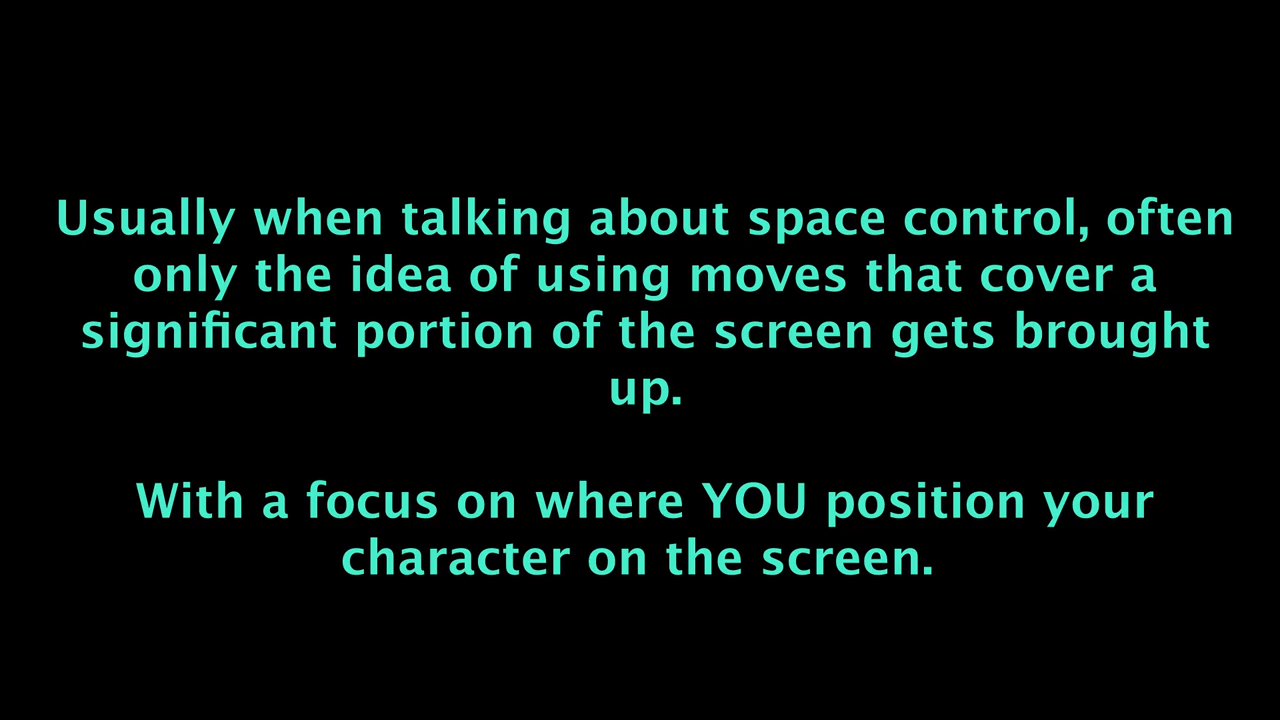 Usually when talking about space control, often
only the idea of using moves that cover a
significant portion of the screen gets brought
up.
With a focus on where YOU position your
character on the screen.